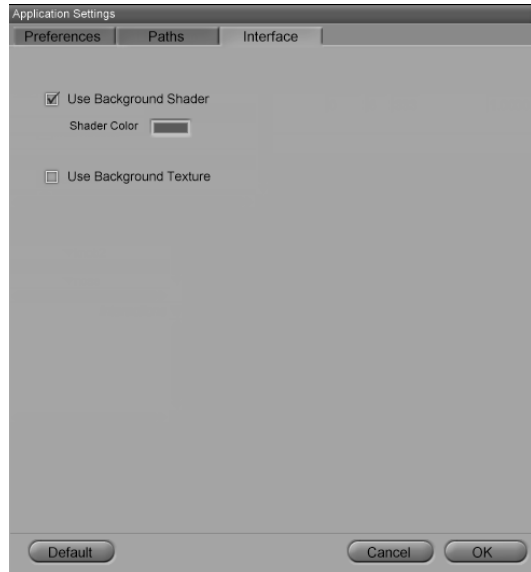 Application Settings
Preferences Paths Interface
Use Background Shader
Shader Color
Use Background Texture
Default Cancel OK